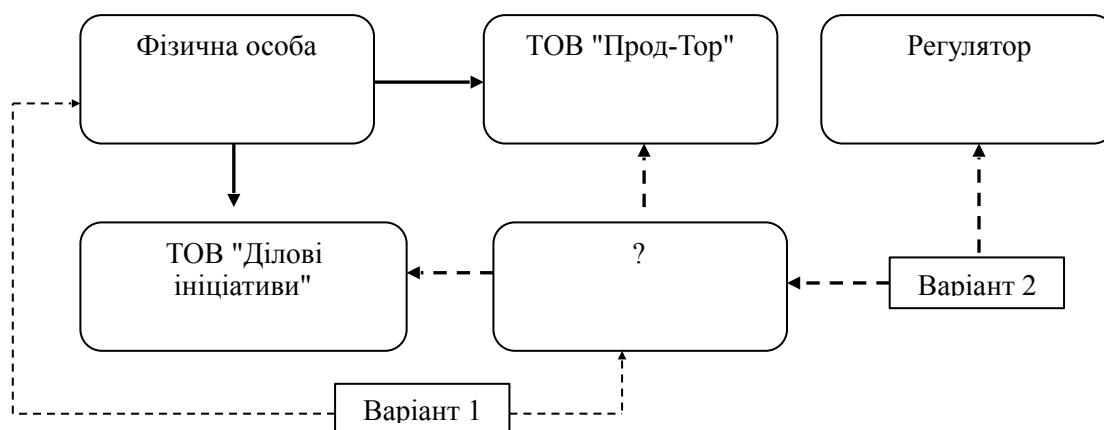 Фізична особа
ТОВ "Прод-Тор"
Регулятор
ТОВ "Ділові
ініціативи"
?
Варіант 2
Варіант 1